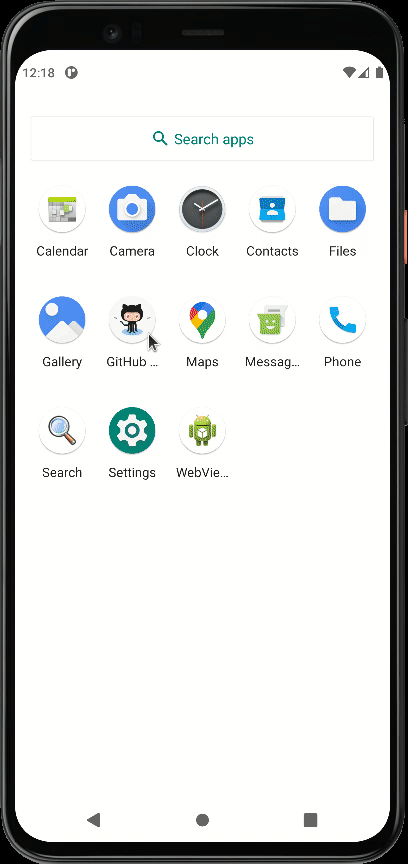 12:18
Search apps
Calendar
Camera
Clock
Contacts
Files
Gallery
GitHub ...
Maps
Messag...
Phone
Search
Settings
WebVie...